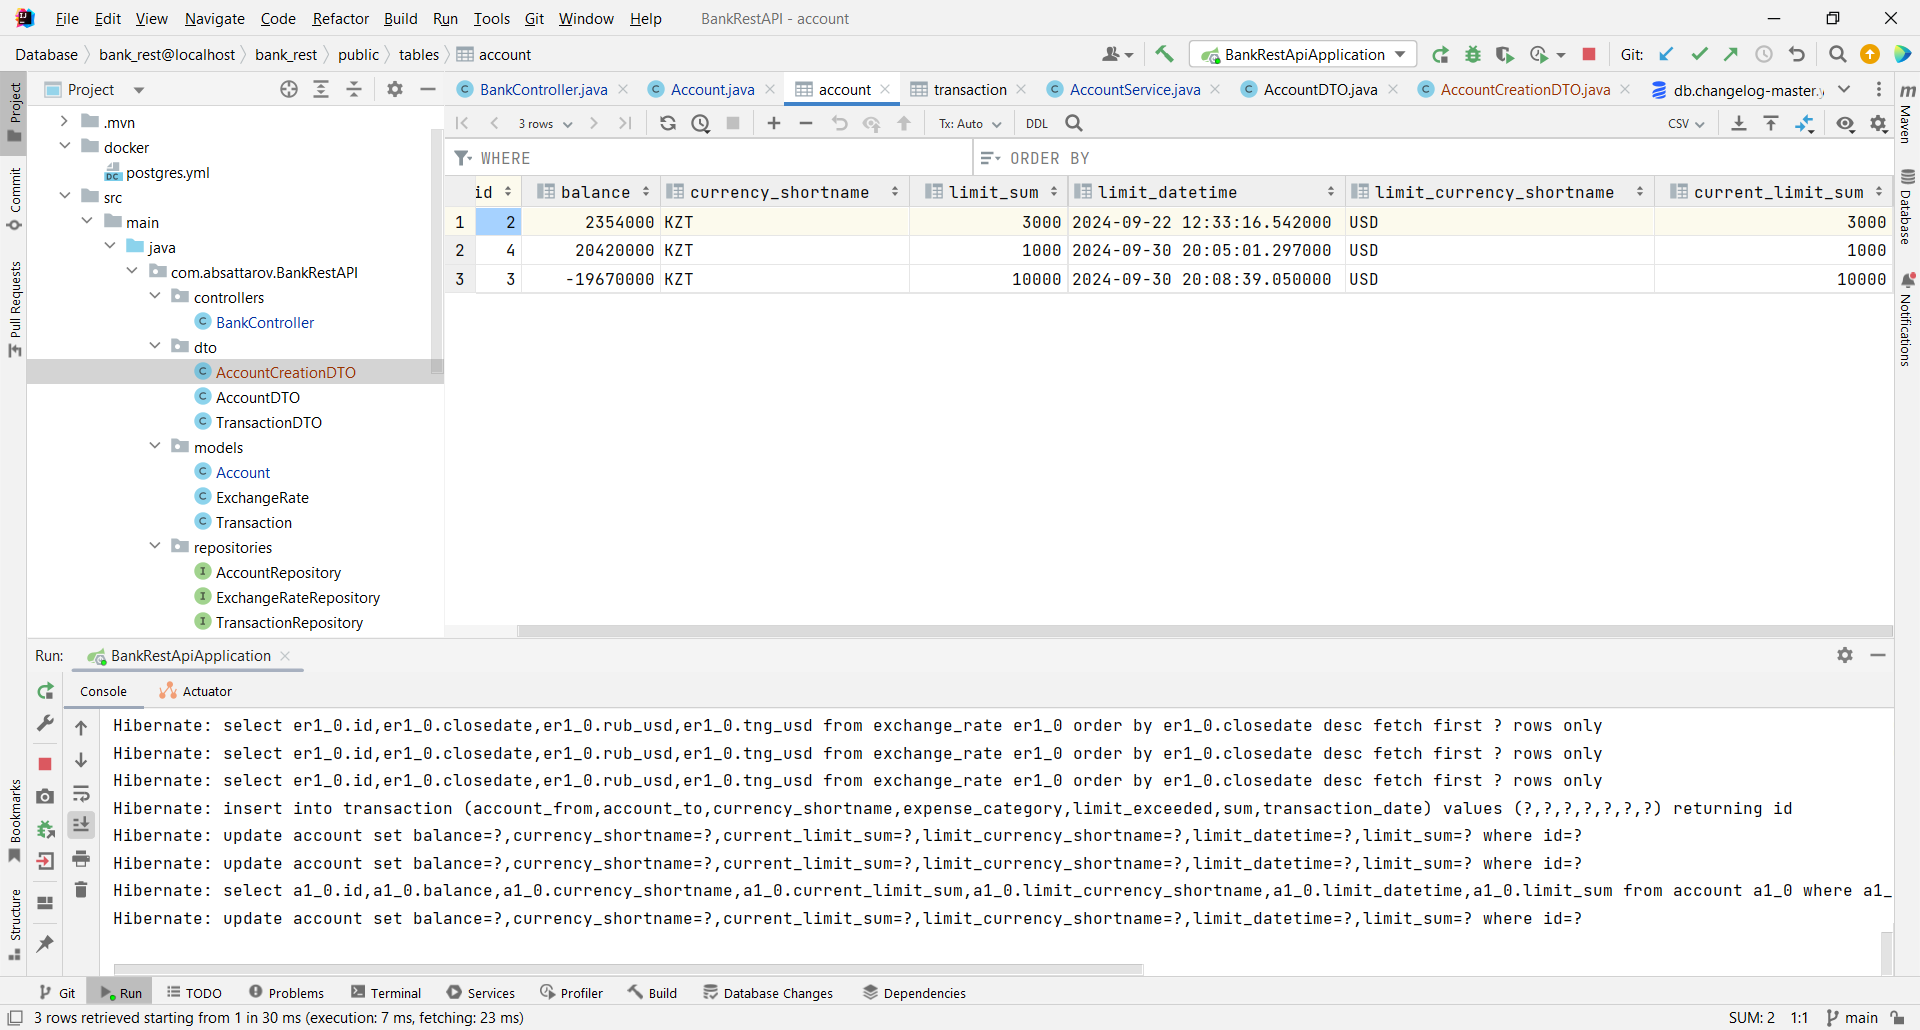 File Edit View Navigate Code Refactor Build Run Tools Git Window Help BankRestAPI - account
Database bank_rest@localhost bank_rest public tables account BankRestApiApplication Git:
Project
BankController.java Account.java account transaction AccountService.java AccountDTO.java AccountCreationDTO.java db.changelog-master.y
3 rows Tx: Auto DDL CSV
WHERE ORDER BY
id balance currency_shortname limit_sum limit_datetime limit_currency_shortname current_limit_sum
1 2 2354000 KZT 3000 2024-09-22 12:33:16.542000 USD 3000
2 4 20420000 KZT 1000 2024-09-30 20:05:01.297000 USD 1000
3 3 -19670000 KZT 10000 2024-09-30 20:08:39.050000 USD 10000
.mvn
docker
DC postgres.yml
src
main
java
com.absattarov.BankRestAPI
controllers
C BankController
dto
C AccountCreationDTO
C AccountDTO
C TransactionDTO
models
C Account
C ExchangeRate
C Transaction
repositories
I AccountRepository
I ExchangeRateRepository
I TransactionRepository
Project
Commit
Pull Requests
Bookmarks
Structure
m
Maven
Database
Notifications
Run: BankRestApiApplication
Console Actuator
Hibernate: select er1_0.id,er1_0.closedate,er1_0.rub_usd,er1_0.tng_usd from exchange_rate er1_0 order by er1_0.closedate desc fetch first ? rows only
Hibernate: select er1_0.id,er1_0.closedate,er1_0.rub_usd,er1_0.tng_usd from exchange_rate er1_0 order by er1_0.closedate desc fetch first ? rows only
Hibernate: select er1_0.id,er1_0.closedate,er1_0.rub_usd,er1_0.tng_usd from exchange_rate er1_0 order by er1_0.closedate desc fetch first ? rows only
Hibernate: insert into transaction (account_from,account_to,currency_shortname,expense_category,limit_exceeded,sum,transaction_date) values (?,?,?,?,?,?,?) returning id
Hibernate: update account set balance=?,currency_shortname=?,current_limit_sum=?,limit_currency_shortname=?,limit_datetime=?,limit_sum=? where id=?
Hibernate: update account set balance=?,currency_shortname=?,current_limit_sum=?,limit_currency_shortname=?,limit_datetime=?,limit_sum=? where id=?
Hibernate: select a1_0.id,a1_0.balance,a1_0.currency_shortname,a1_0.current_limit_sum,a1_0.limit_currency_shortname,a1_0.limit_datetime,a1_0.limit_sum from account a1_0 where a1_
Hibernate: update account set balance=?,currency_shortname=?,current_limit_sum=?,limit_currency_shortname=?,limit_datetime=?,limit_sum=? where id=?
Git Run TODO Problems Terminal Services Profiler Build Database Changes Dependencies
3 rows retrieved starting from 1 in 30 ms (execution: 7 ms, fetching: 23 ms) SUM: 2 1:1 main